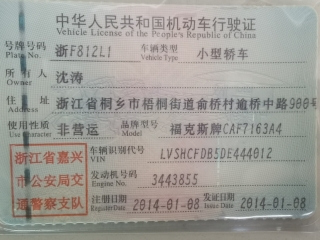 中华人民共和国机动车行驶证
Vehicle License of the People's Republic of China
号牌号码 浙F812L1 车辆类型 小型轿车
Plate No. Vehicle Type
所有人 沈涛
Owner
住址 浙江省桐乡市梧桐街道俞桥村逾桥中路900号
Address
使用性质 非营运 品牌型号 福克斯牌CAF7163A4
Use Character Model
浙江省嘉兴
市公安局交
通警察支队
车辆识别代号 LVSHCFDB5DE444012
VIN
发动机号码 3443855
Engine No.
注册日期 2014-01-08 发证日期 2014-01-08
Register Date Issue Date